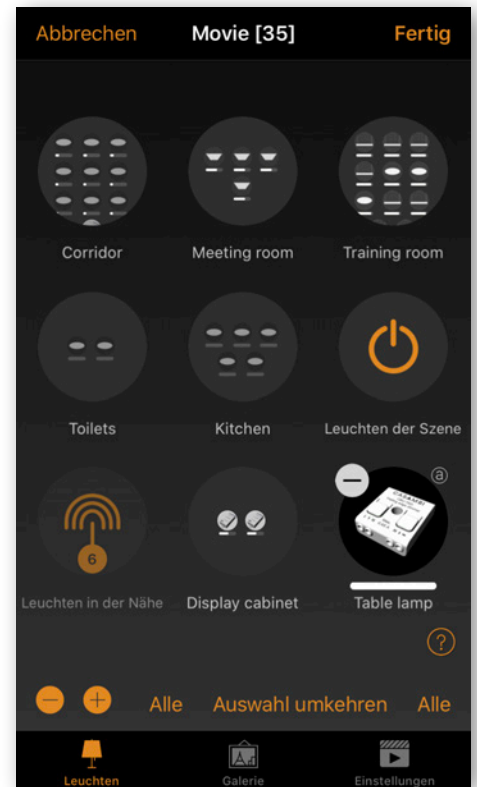 Abbrechen Movie [35] Fertig
Corridor Meeting room Training room
Toilets Kitchen Leuchten der Szene
a
CASAMBI
6
Leuchten in der Nähe Display cabinet Table lamp
?
Alle Auswahl umkehren Alle
Leuchten Galerie Einstellungen